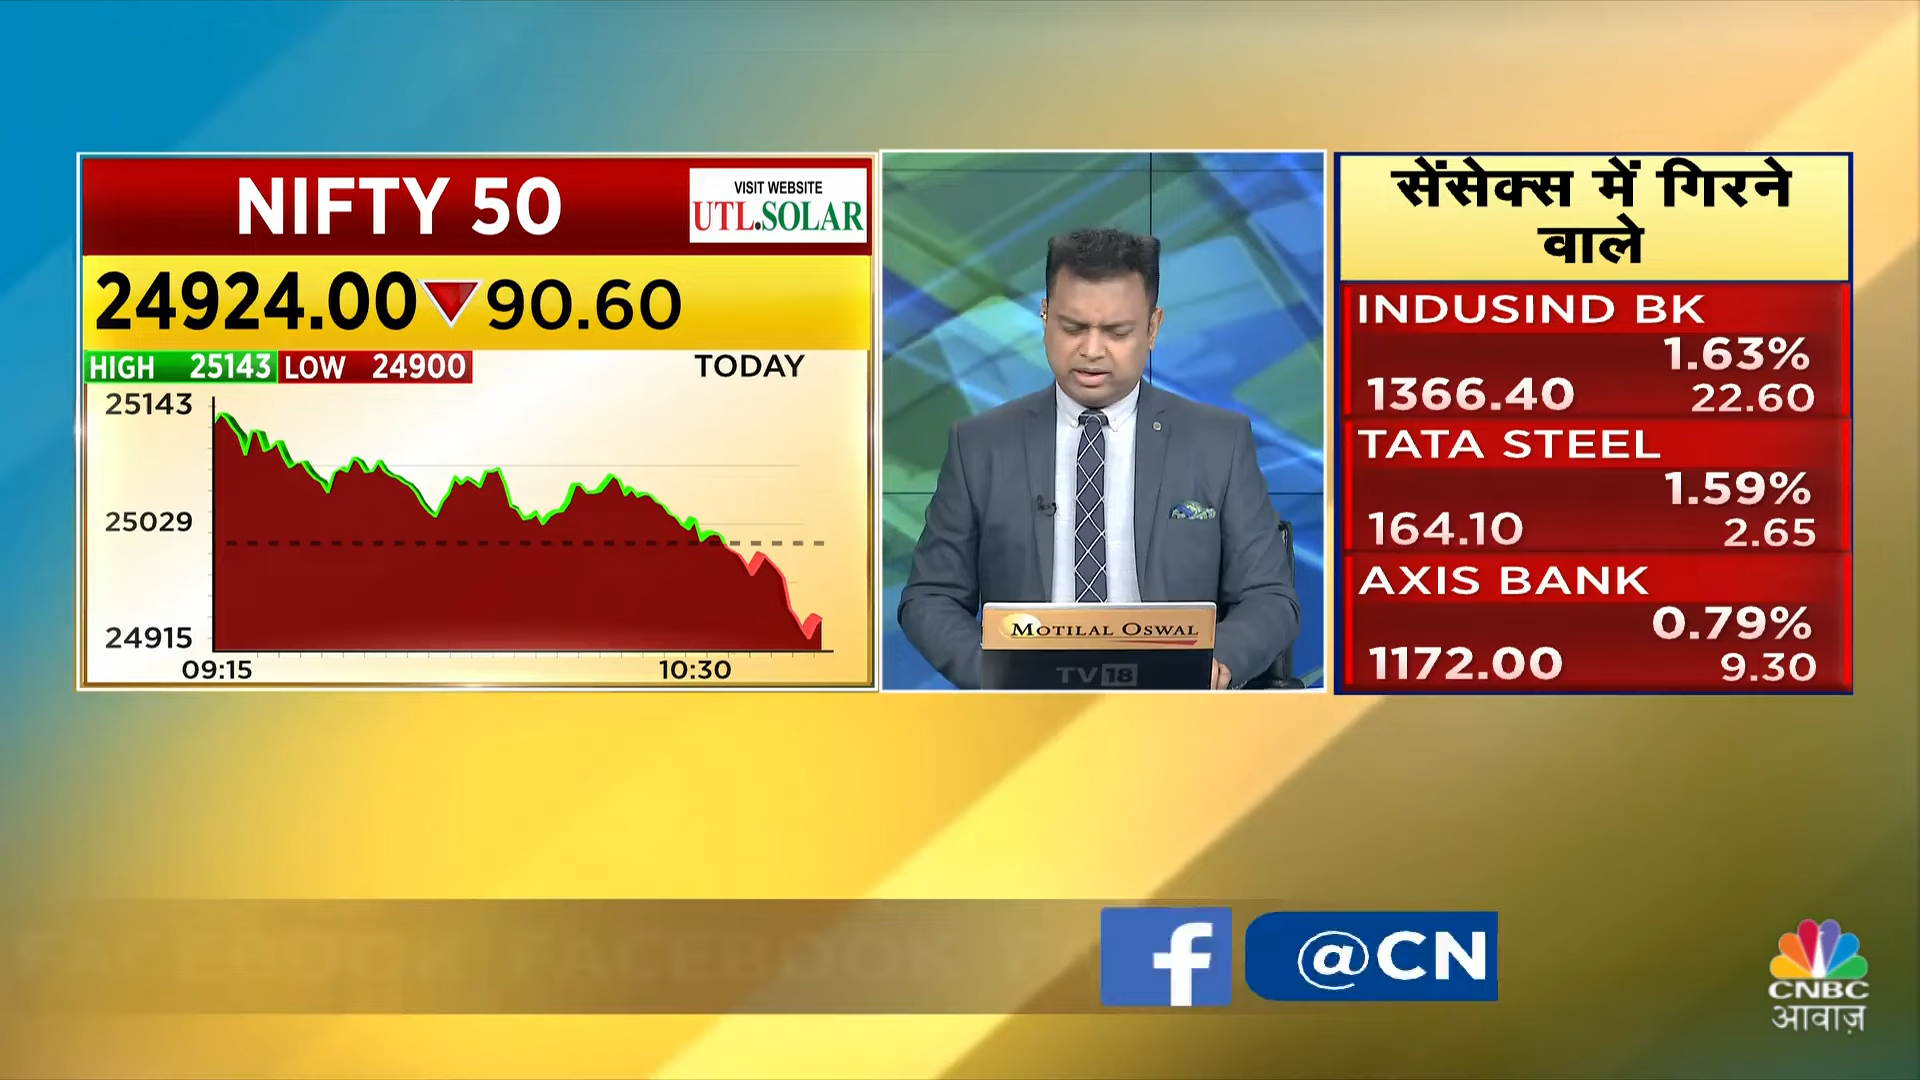 NIFTY 50
VISIT WEBSITE
UTL.SOLAR
24924.00 90.60
HIGH 25143 LOW 24900 TODAY
25143
25029
24915
09:15 10:30
MOTILAL OSWAL
TV18
सेंसेक्स में गिरने
वाले
INDUSIND BK
1.63%
1366.40 22.60
TATA STEEL
1.59%
164.10 2.65
AXIS BANK
0.79%
1172.00 9.30
FACEBOOK FACEBOOK
f @CN
CNBC
आवाज़